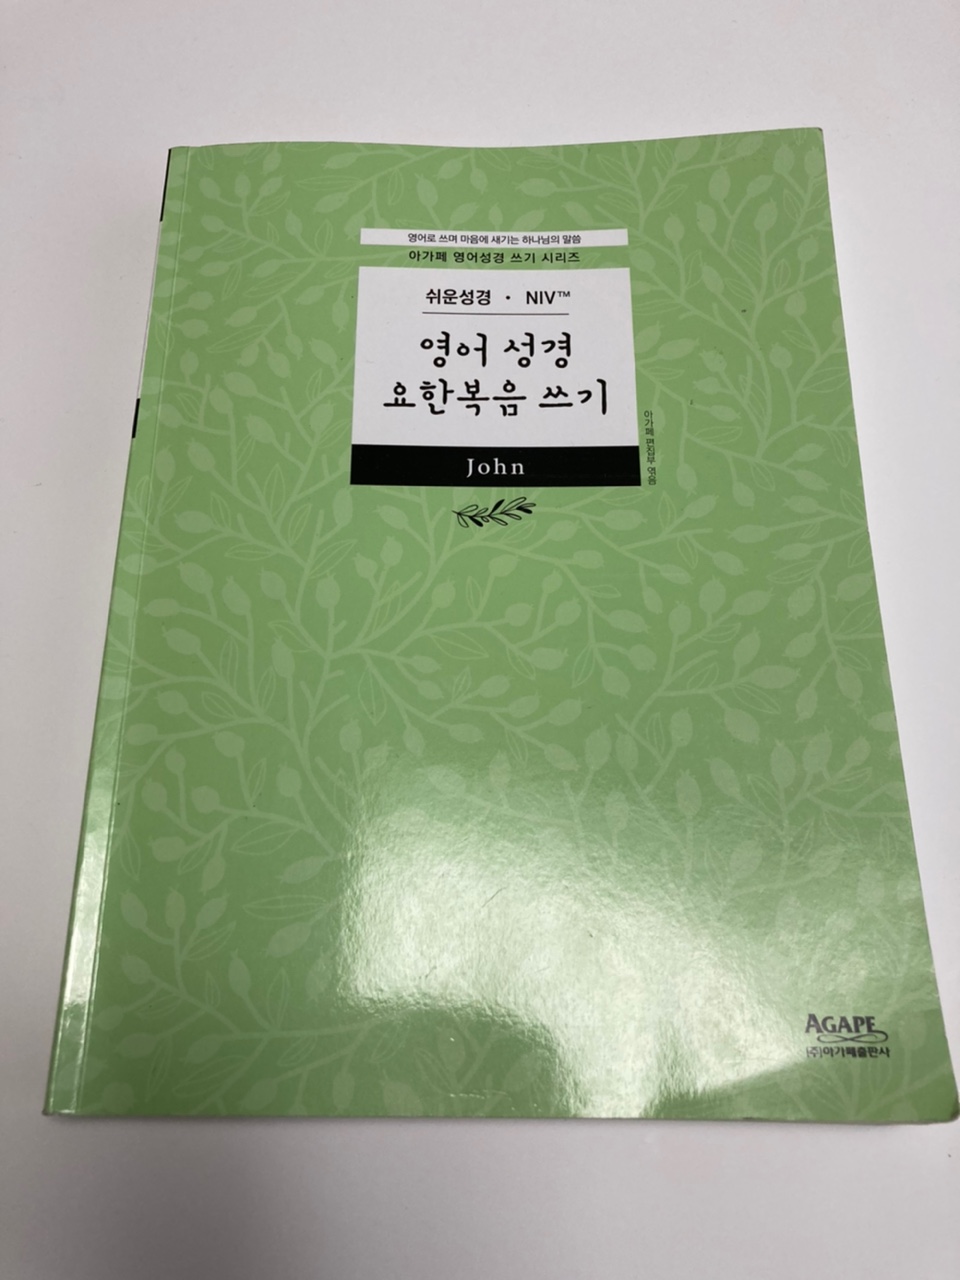 영어로 쓰며 마음에 새기는 하나님의 말씀
아가페 영어성경 쓰기 시리즈
쉬운성경 · NIV™
영어 성경
요한복음 쓰기
아가페 편집부 엮음
John
AGAPE
(주)아가페출판사